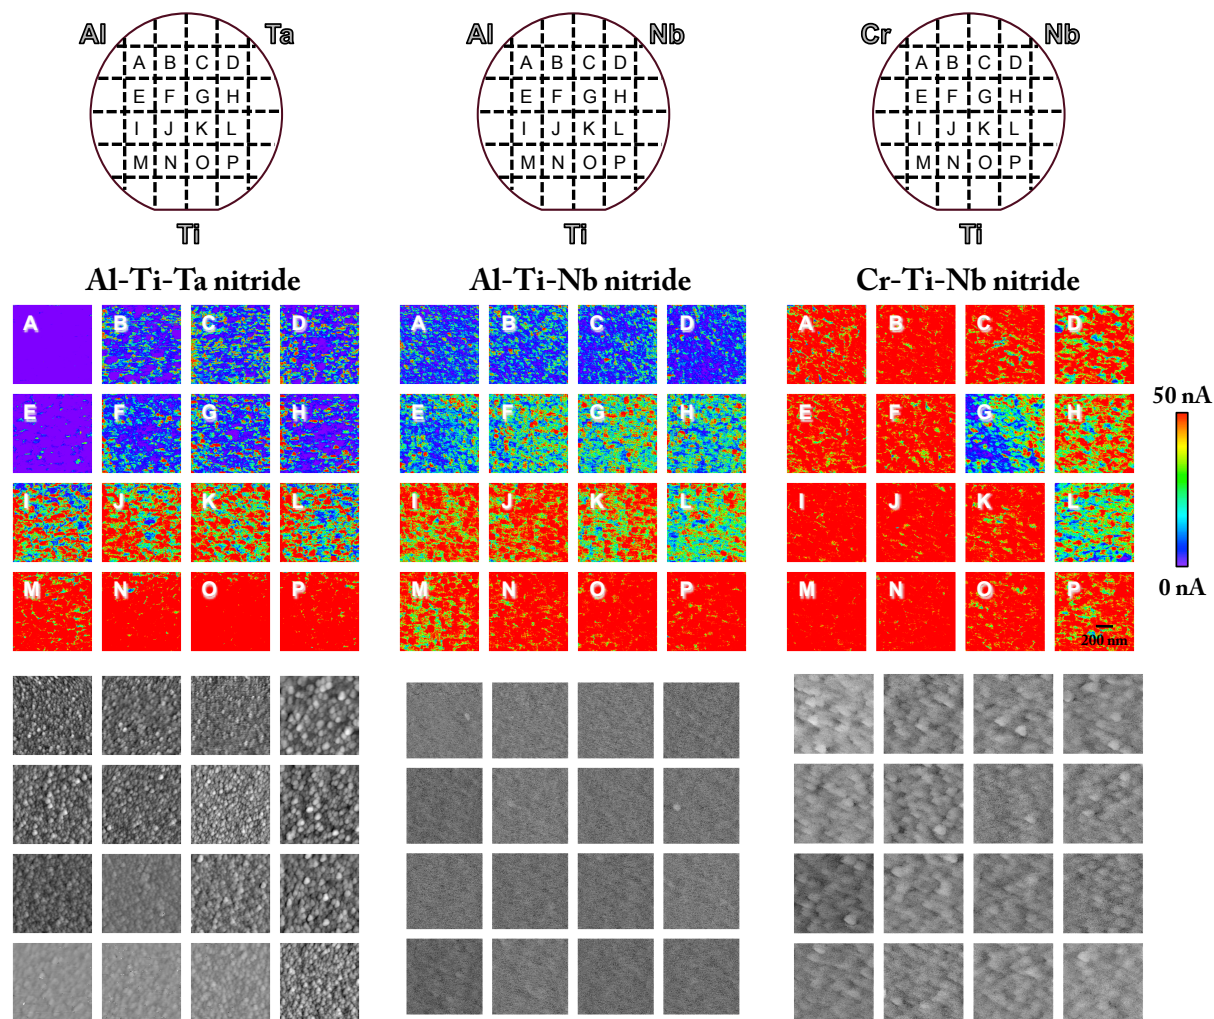 Al Ta Al Nb Cr Nb
A B C D A B C D A B C D
E F G H E F G H E F G H
I J K L I J K L I J K L
M N O P M N O P M N O P
Ti Ti Ti
Al-Ti-Ta nitride Al-Ti-Nb nitride Cr-Ti-Nb nitride
A B C D A B C D A B C D
50 nA
E F G H E F G H E F G H
I J K L I J K L I J K L
M N O P M N O P M N O P
0 nA
200 nm